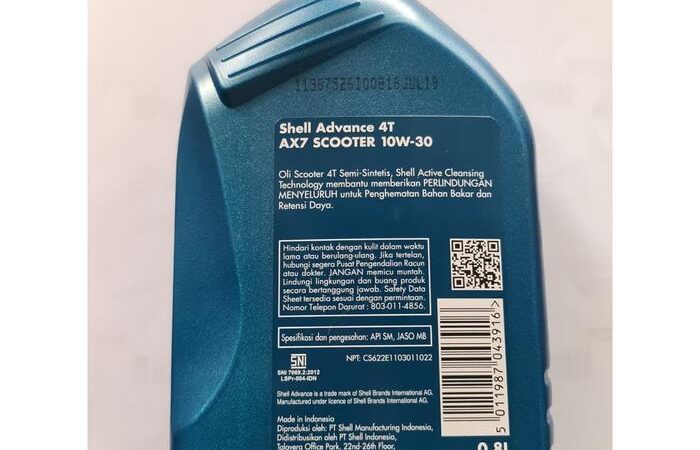 11367526I00B16JUL19
Shell Advance 4T
AX7 SCOOTER 10W-30
Oli Scooter 4T Semi-Sintetis, Shell Active Cleansing
Technology membantu memberikan PERLINDUNGAN
MENYELURUH untuk Penghematan Bahan Bakar dan
Retensi Daya.
Hindari kontak dengan kulit dalam waktu
lama atau berulang-ulang. Jika tertelan,
hubungi segera Pusat Pengendalian Racun
atau dokter. JANGAN memicu muntah.
Lindungi lingkungan dan buang produk
secara bertanggung jawab. Safety Data
Sheet tersedia sesuai dengan permintaan.
Nomor Telepon Darurat : 803-011-4856.
Spesifikasi dan pengesahan: API SM, JASO MB
NPT: CS622E1103011022
SNI
SNI 7069.2:2012
LSPr-004-IDN
Shell Advance is a trade mark of Shell Brands International AG.
Manufactured under licence of Shell Brands International AG.
Made in Indonesia
Diproduksi oleh: PT Shell Manufacturing Indonesia,
Didistribusikan oleh PT Shell Indonesia,
Talavera Office Park, 22nd-26th Floor,
5 011987 043916 >
0.8L